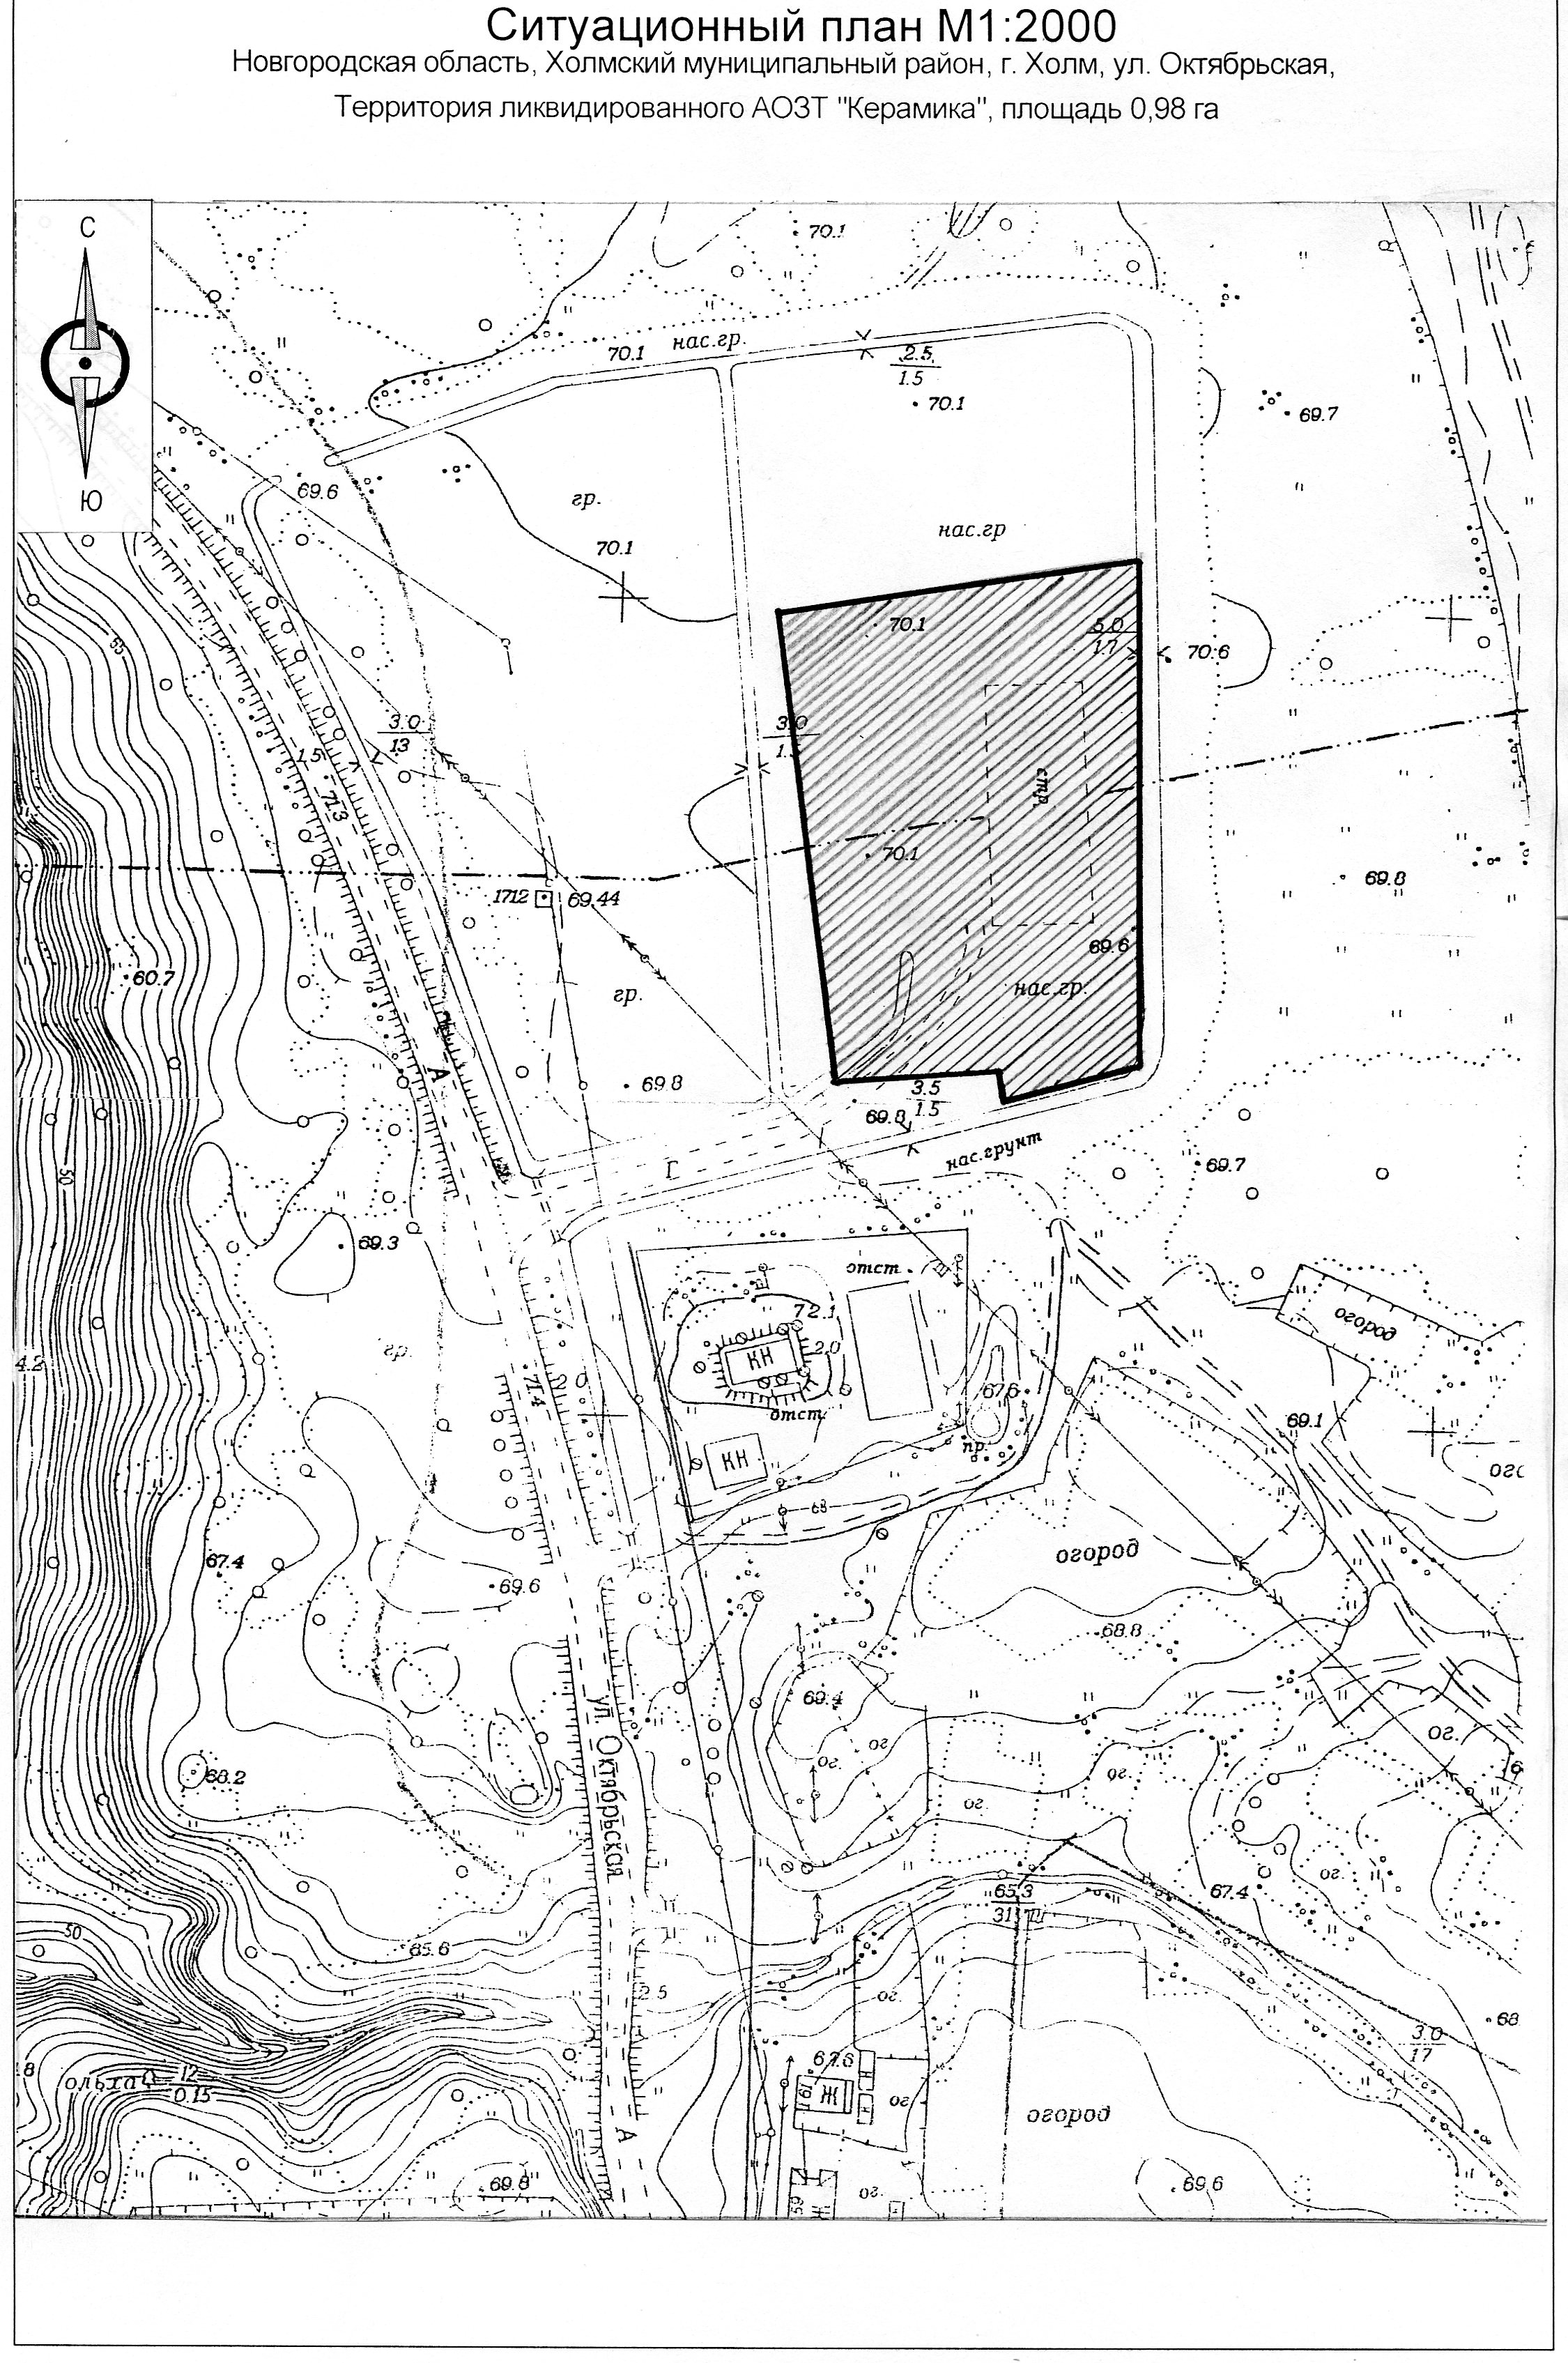 Ситуационный план М1:2000
Новгородская область, Холмский муниципальный район, г. Холм, ул. Октябрьская,
Территория ликвидированного АОЗТ "Керамика", площадь 0,98 га
С
Ю
70.1
70.1
нас.гр.
2.5
1.5
70.1
69.7
69.6
гр.
70.1
нас.гр
55
70.1
5.0
1.7
70.6
3.0
13
3.0
1.5
71.3
стр.
70.1
1712
69.44
69.8
69.6
60.7
гр.
нас.гр.
А
69.8
3.5
1.5
69.8
нас.грунт
69.7
Г
50
69.3
отст.
72.1
огород
4.2
гр.
КН
2.0
71.4
67.6
отст.
69.1
пр.
КН
ог
68
огород
67.4
69.6
68.8
69.4
ул. Октябрьская
ог.
ог.
ог.
ог.
68.2
ог.
ог.
65.3
67.4
50
65.6
2.5
ог.
68
3.0
17
67.8
ольха
12
0.15
8
Ж
ог.
огород
А
69.8
ог.
69.6